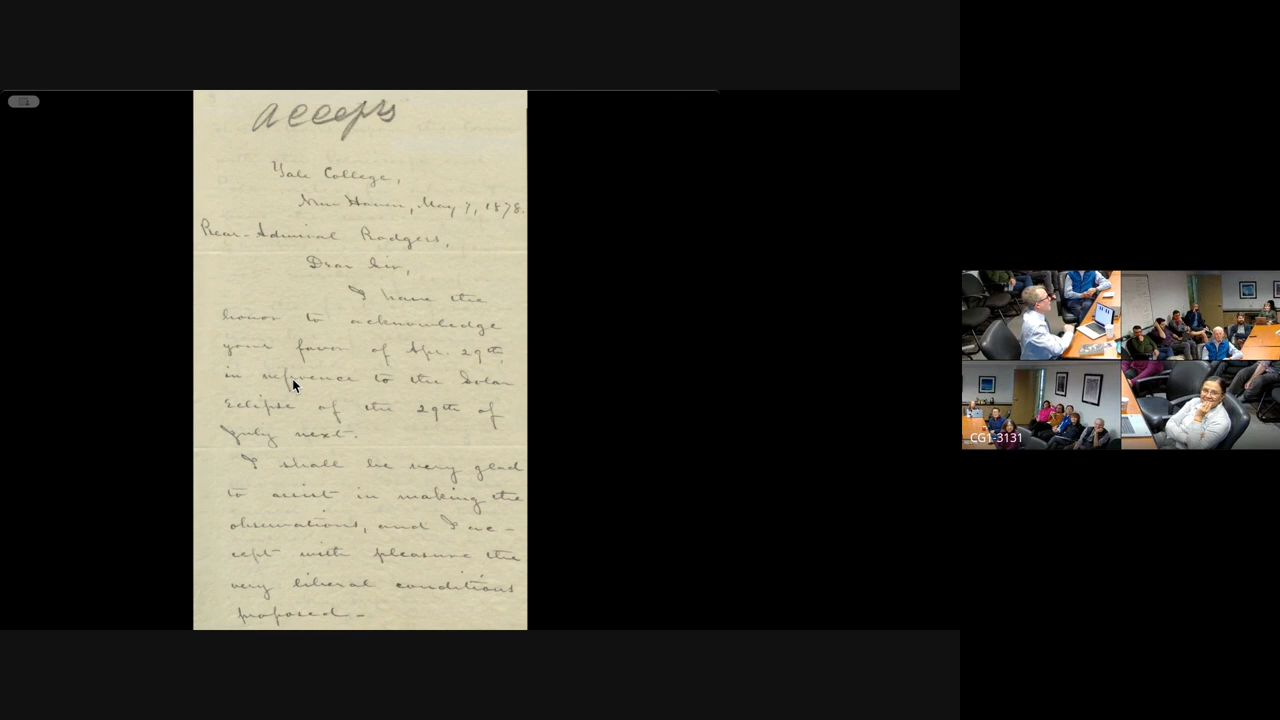 accepts
Yale College,
New Haven, May 7, 1878.
Rear-Admiral Rodgers,
Dear Sir,
I have the
honor to acknowledge
your favor of Apr. 29th,
in reference to the Solar
Eclipse of the 29th of
July next.
I shall be very glad
to assist in making the
observations, and I ac-
cept with pleasure the
very liberal conditions
proposed-
CG1-3131